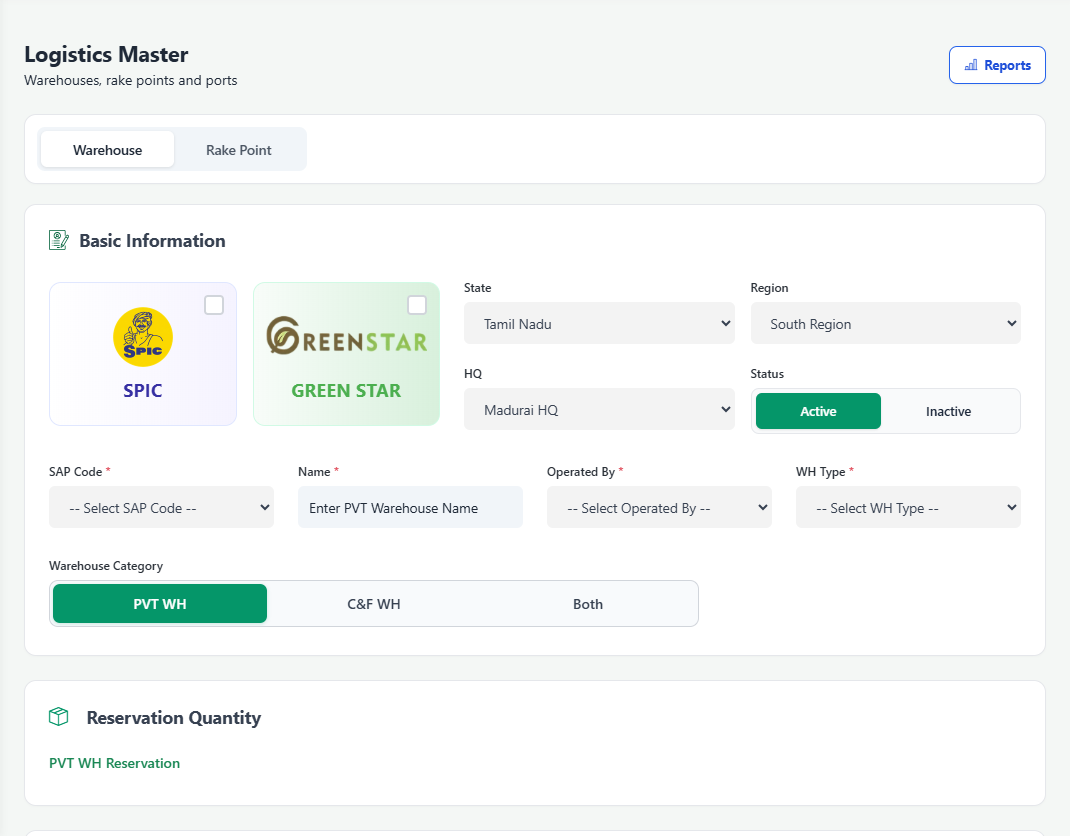 Logistics Master
Warehouses, rake points and ports
Reports
Warehouse
Rake Point
Basic Information
SPIC
SPIC
GREENSTAR
GREEN STAR
State
Tamil Nadu
Region
South Region
HQ
Madurai HQ
Status
Active
Inactive
SAP Code *
-- Select SAP Code --
Name *
Enter PVT Warehouse Name
Operated By *
-- Select Operated By --
WH Type *
-- Select WH Type --
Warehouse Category
PVT WH
C&F WH
Both
Reservation Quantity
PVT WH Reservation